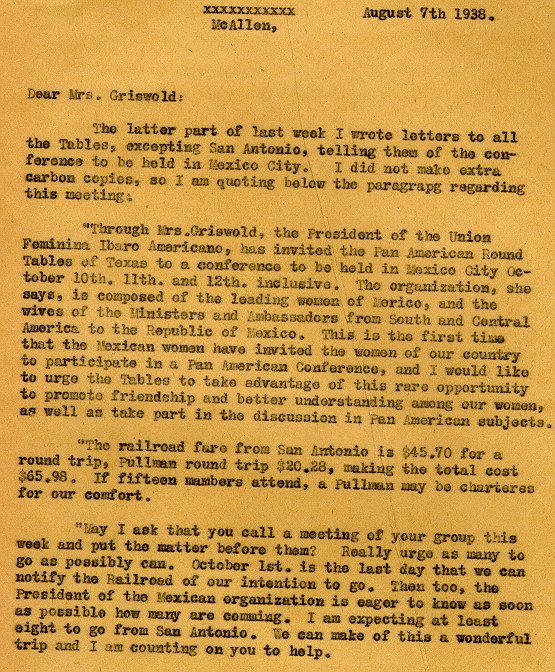 xxxxxxxxxxx
McAllen,
August 7th 1938.
Dear Mrs. Griswold:
The latter part of last week I wrote letters to all
the Tables, excepting San Antonio, telling them of the con-
ference to be held in Mexico City. I did not make extra
carbon copies, so I am quoting below the paragrapg regarding
this meeting.
"Through Mrs.Griswold, the President of the Union
Feminina Ibaro Americano, has invited the Pan American Round
Tables of Texas to a conference to be held in Mexico City Oc-
tober 10th. 11th. and 12th. inclusive. The organization, she
says, is composed of the leading women of Merico, and the
wives of the Ministers and Ambassadors from South and Central
America to the Republic of Mexico. This is the first time
that the Mexican women have invited the women of our country
to participate in a Pan American Conference, and I would like
to urge the Tables to take advantage of this rare opportunity
to promote friendship and better understanding among our women,
as well as take part in the discussion in Pan American subjects.
"The railroad fare from San Antonio is $45.70 for a
round trip, Pullman round trip $20.28, making the total cost
$65.98. If fifteen mambers attend, a Pullman may be charteres
for our comfort.
"May I ask that you call a meeting of your group this
week and put the matter before them? Really urge as many to
go as possibly can. October 1st. is the last day that we can
notify the Railroad of our intention to go. Then too, the
President of the Mexican organization is eager to know as soon
as possible how many are comming. I am expecting at least
eight to go from San Antonio. We can make of this a wonderful
trip and I am counting on you to help.